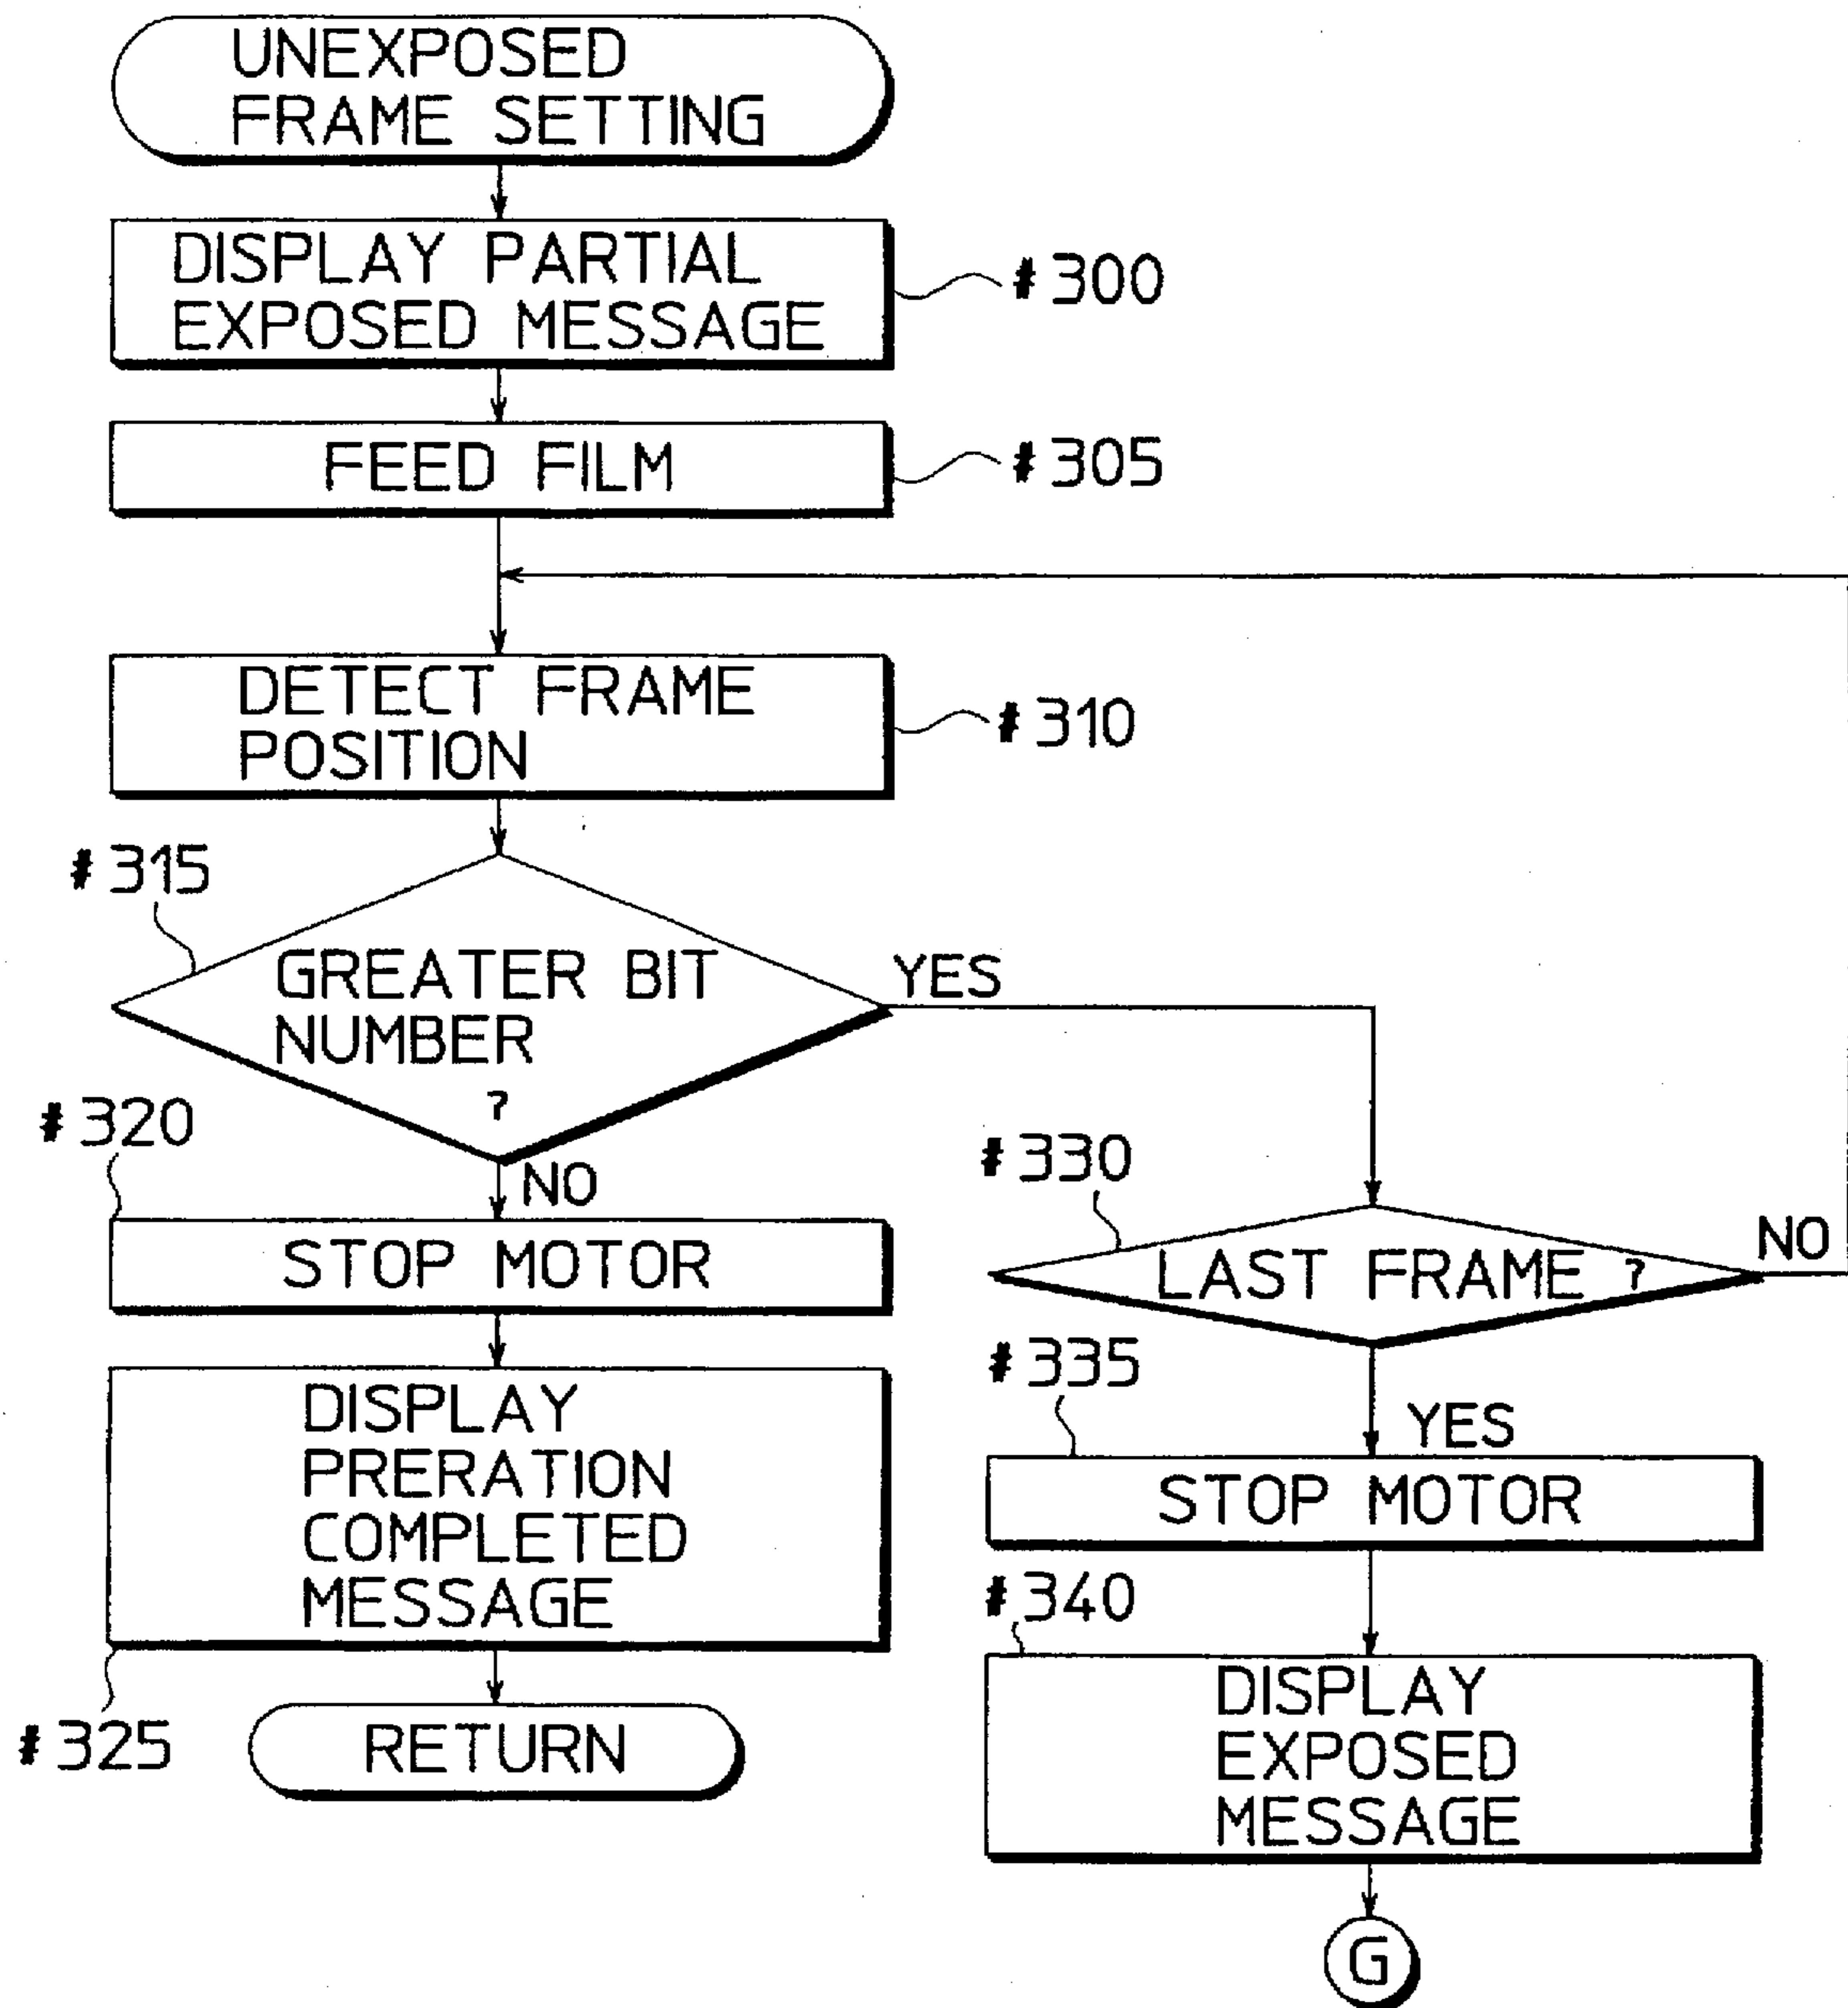 UNEXPOSED
FRAME SETTING
DISPLAY PARTIAL
EXPOSED MESSAGE
#300
FEED FILM
#305
DETECT FRAME
POSITION
#310
#315
GREATER BIT
NUMBER
?
YES
NO
#320
STOP MOTOR
DISPLAY
PRERATION
COMPLETED
MESSAGE
#325
RETURN
#330
LAST FRAME ?
NO
YES
#335
STOP MOTOR
#340
DISPLAY
EXPOSED
MESSAGE
G